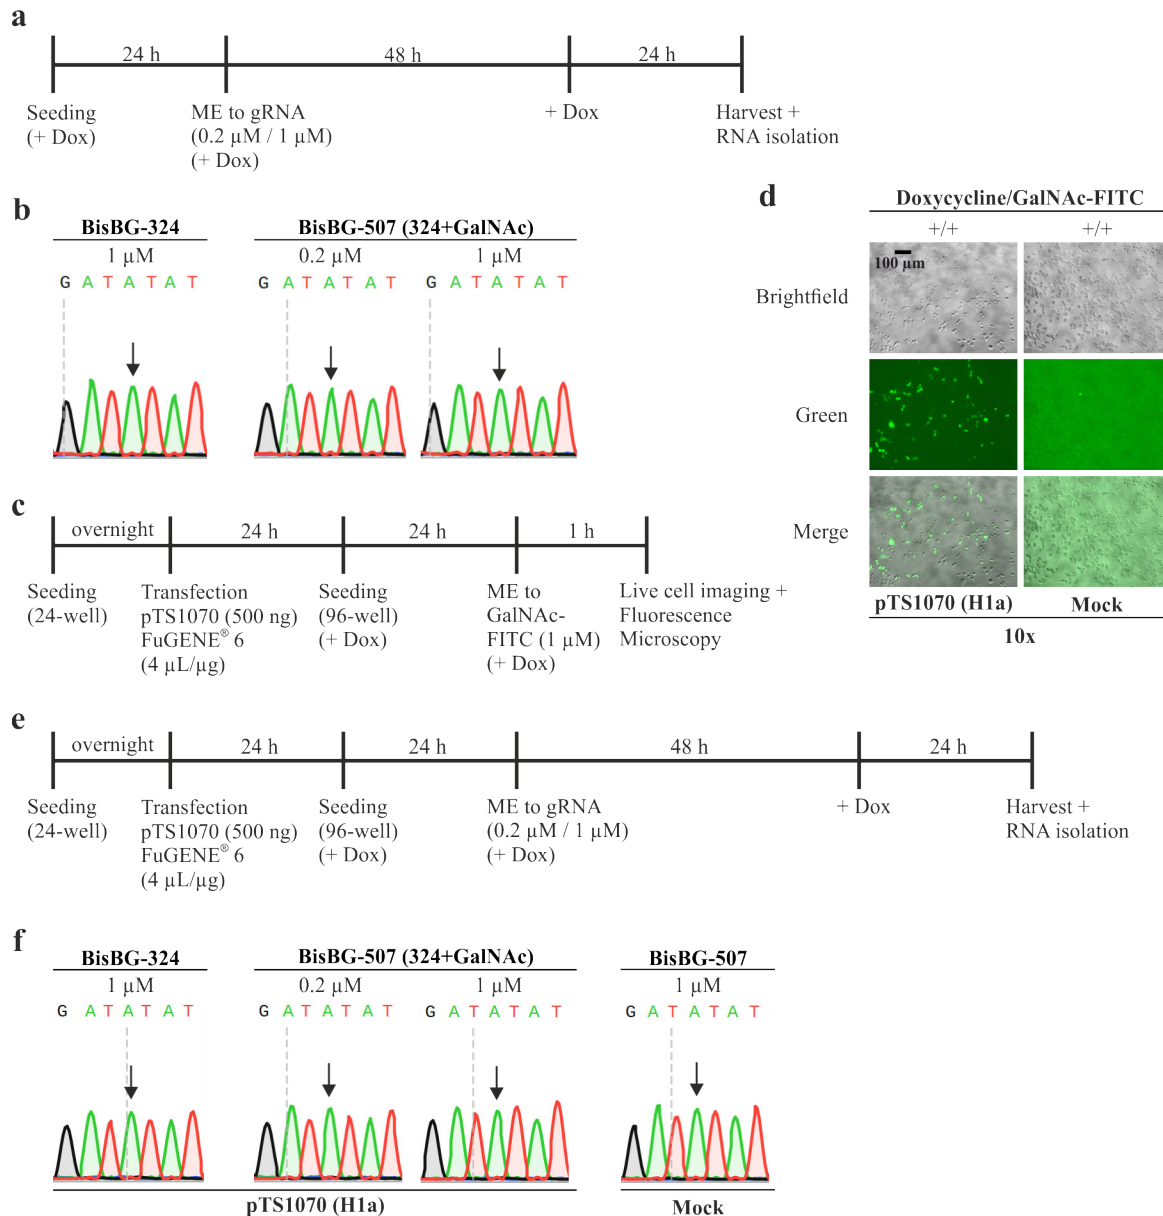 a
24 h 48 h 24 h
Seeding
(+ Dox)
ME to gRNA
(0.2 µM / 1 µM)
(+ Dox)
+ Dox
Harvest +
RNA isolation
b
BisBG-324
1 µM
G A T A T A T
BisBG-507 (324+GalNAc)
0.2 µM 1 µM
G A T A T A T
G A T A T A T
c
overnight 24 h 24 h 1 h
Seeding
(24-well)
Transfection
pTS1070 (500 ng)
FuGENE® 6
(4 µL/µg)
Seeding
(96-well)
(+ Dox)
ME to
GalNAc-
FITC (1 µM)
(+ Dox)
Live cell imaging +
Fluorescence
Microscopy
d
Doxycycline/GalNAc-FITC
+/+ +/+
100 µm
Brightfield
Green
Merge
pTS1070 (H1a) Mock
10x
e
overnight 24 h 24 h 48 h 24 h
Seeding
(24-well)
Transfection
pTS1070 (500 ng)
FuGENE® 6
(4 µL/µg)
Seeding
(96-well)
(+ Dox)
ME to gRNA
(0.2 µM / 1 µM)
(+ Dox)
+ Dox
Harvest +
RNA isolation
f
BisBG-324
1 µM
G A T A T A T
BisBG-507 (324+GalNAc)
0.2 µM 1 µM
G A T A T A T
G A T A T A T
BisBG-507
1 µM
G A T A T A T
pTS1070 (H1a) Mock